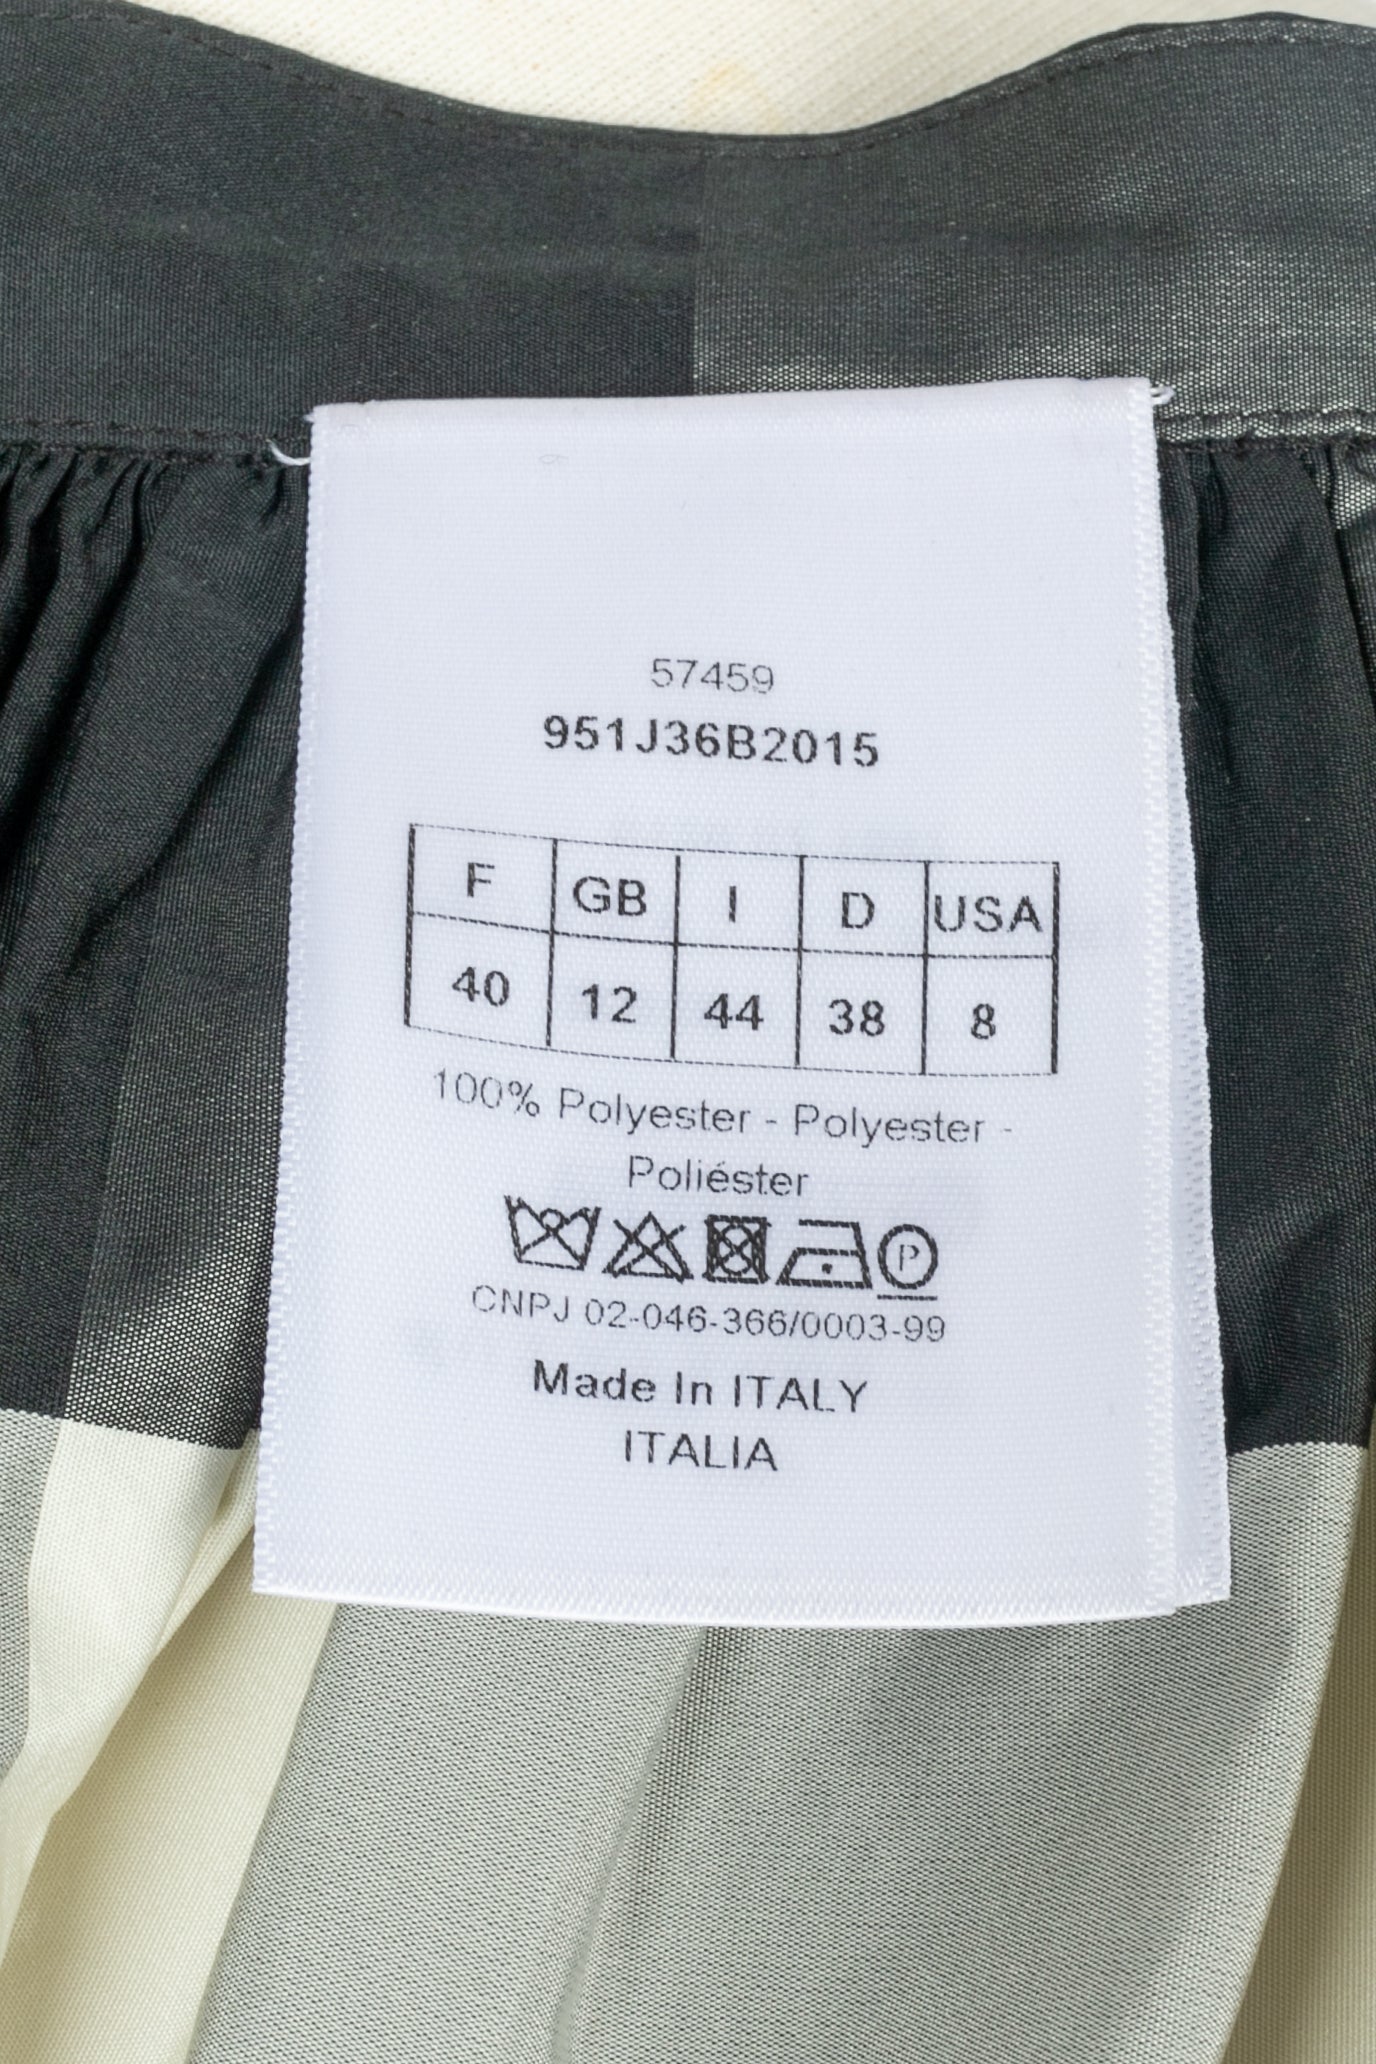 57459
951J36B2015
F GB I D USA
40 12 44 38 8
100% Polyester - Polyester -
Poliéster
P
CNPJ 02-046-366/0003-99
Made In ITALY
ITALIA